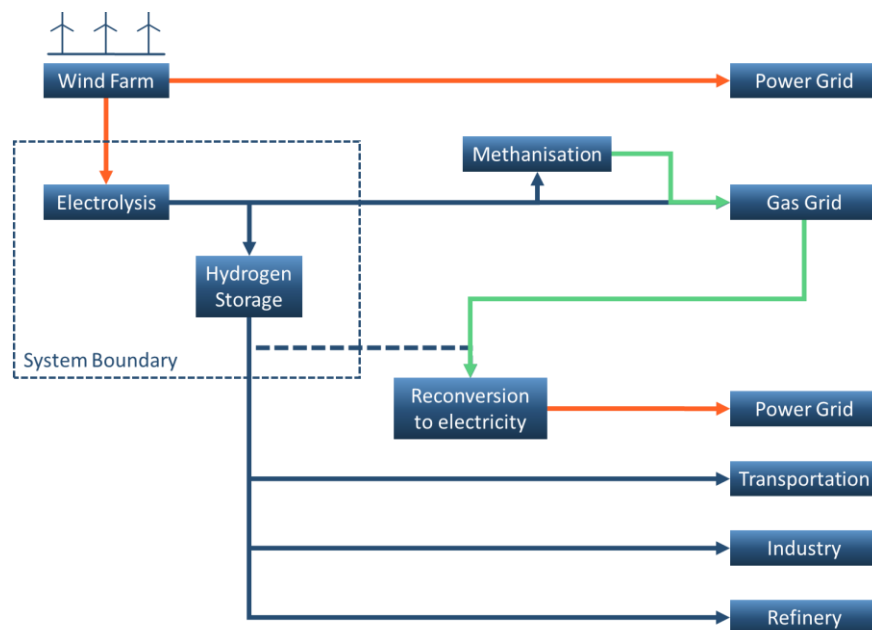 Wind Farm
Power Grid
Methanisation
Electrolysis
Gas Grid
Hydrogen
Storage
System Boundary
Reconversion
to electricity
Power Grid
Transportation
Industry
Refinery